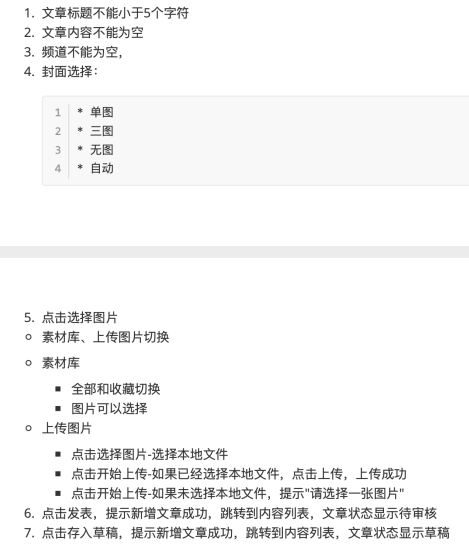 1. 文章标题不能小于5个字符
2. 文章内容不能为空
3. 频道不能为空，
4. 封面选择：
1 * 单图
2 * 三图
3 * 无图
4 * 自动
5. 点击选择图片
○ 素材库、上传图片切换
○ 素材库
■ 全部和收藏切换
■ 图片可以选择
○ 上传图片
■ 点击选择图片-选择本地文件
■ 点击开始上传-如果已经选择本地文件，点击上传，上传成功
■ 点击开始上传-如果未选择本地文件，提示"请选择一张图片"
6. 点击发表，提示新增文章成功，跳转到内容列表，文章状态显示待审核
7. 点击存入草稿，提示新增文章成功，跳转到内容列表，文章状态显示草稿